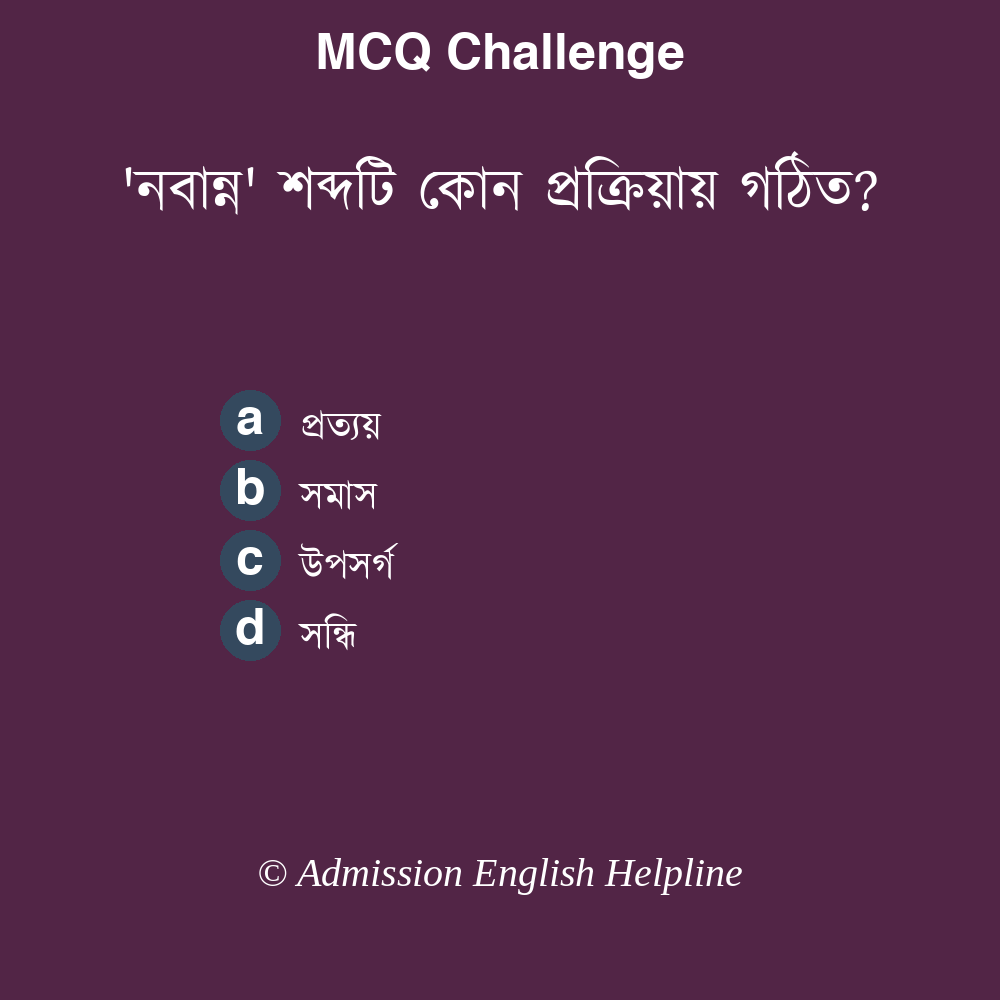 MCQ Challenge
'নবান্ন' শব্দটি কোন প্রক্রিয়ায় গঠিত?
a প্রত্যয়
b সমাস
c উপসর্গ
d সন্ধি
© Admission English Helpline